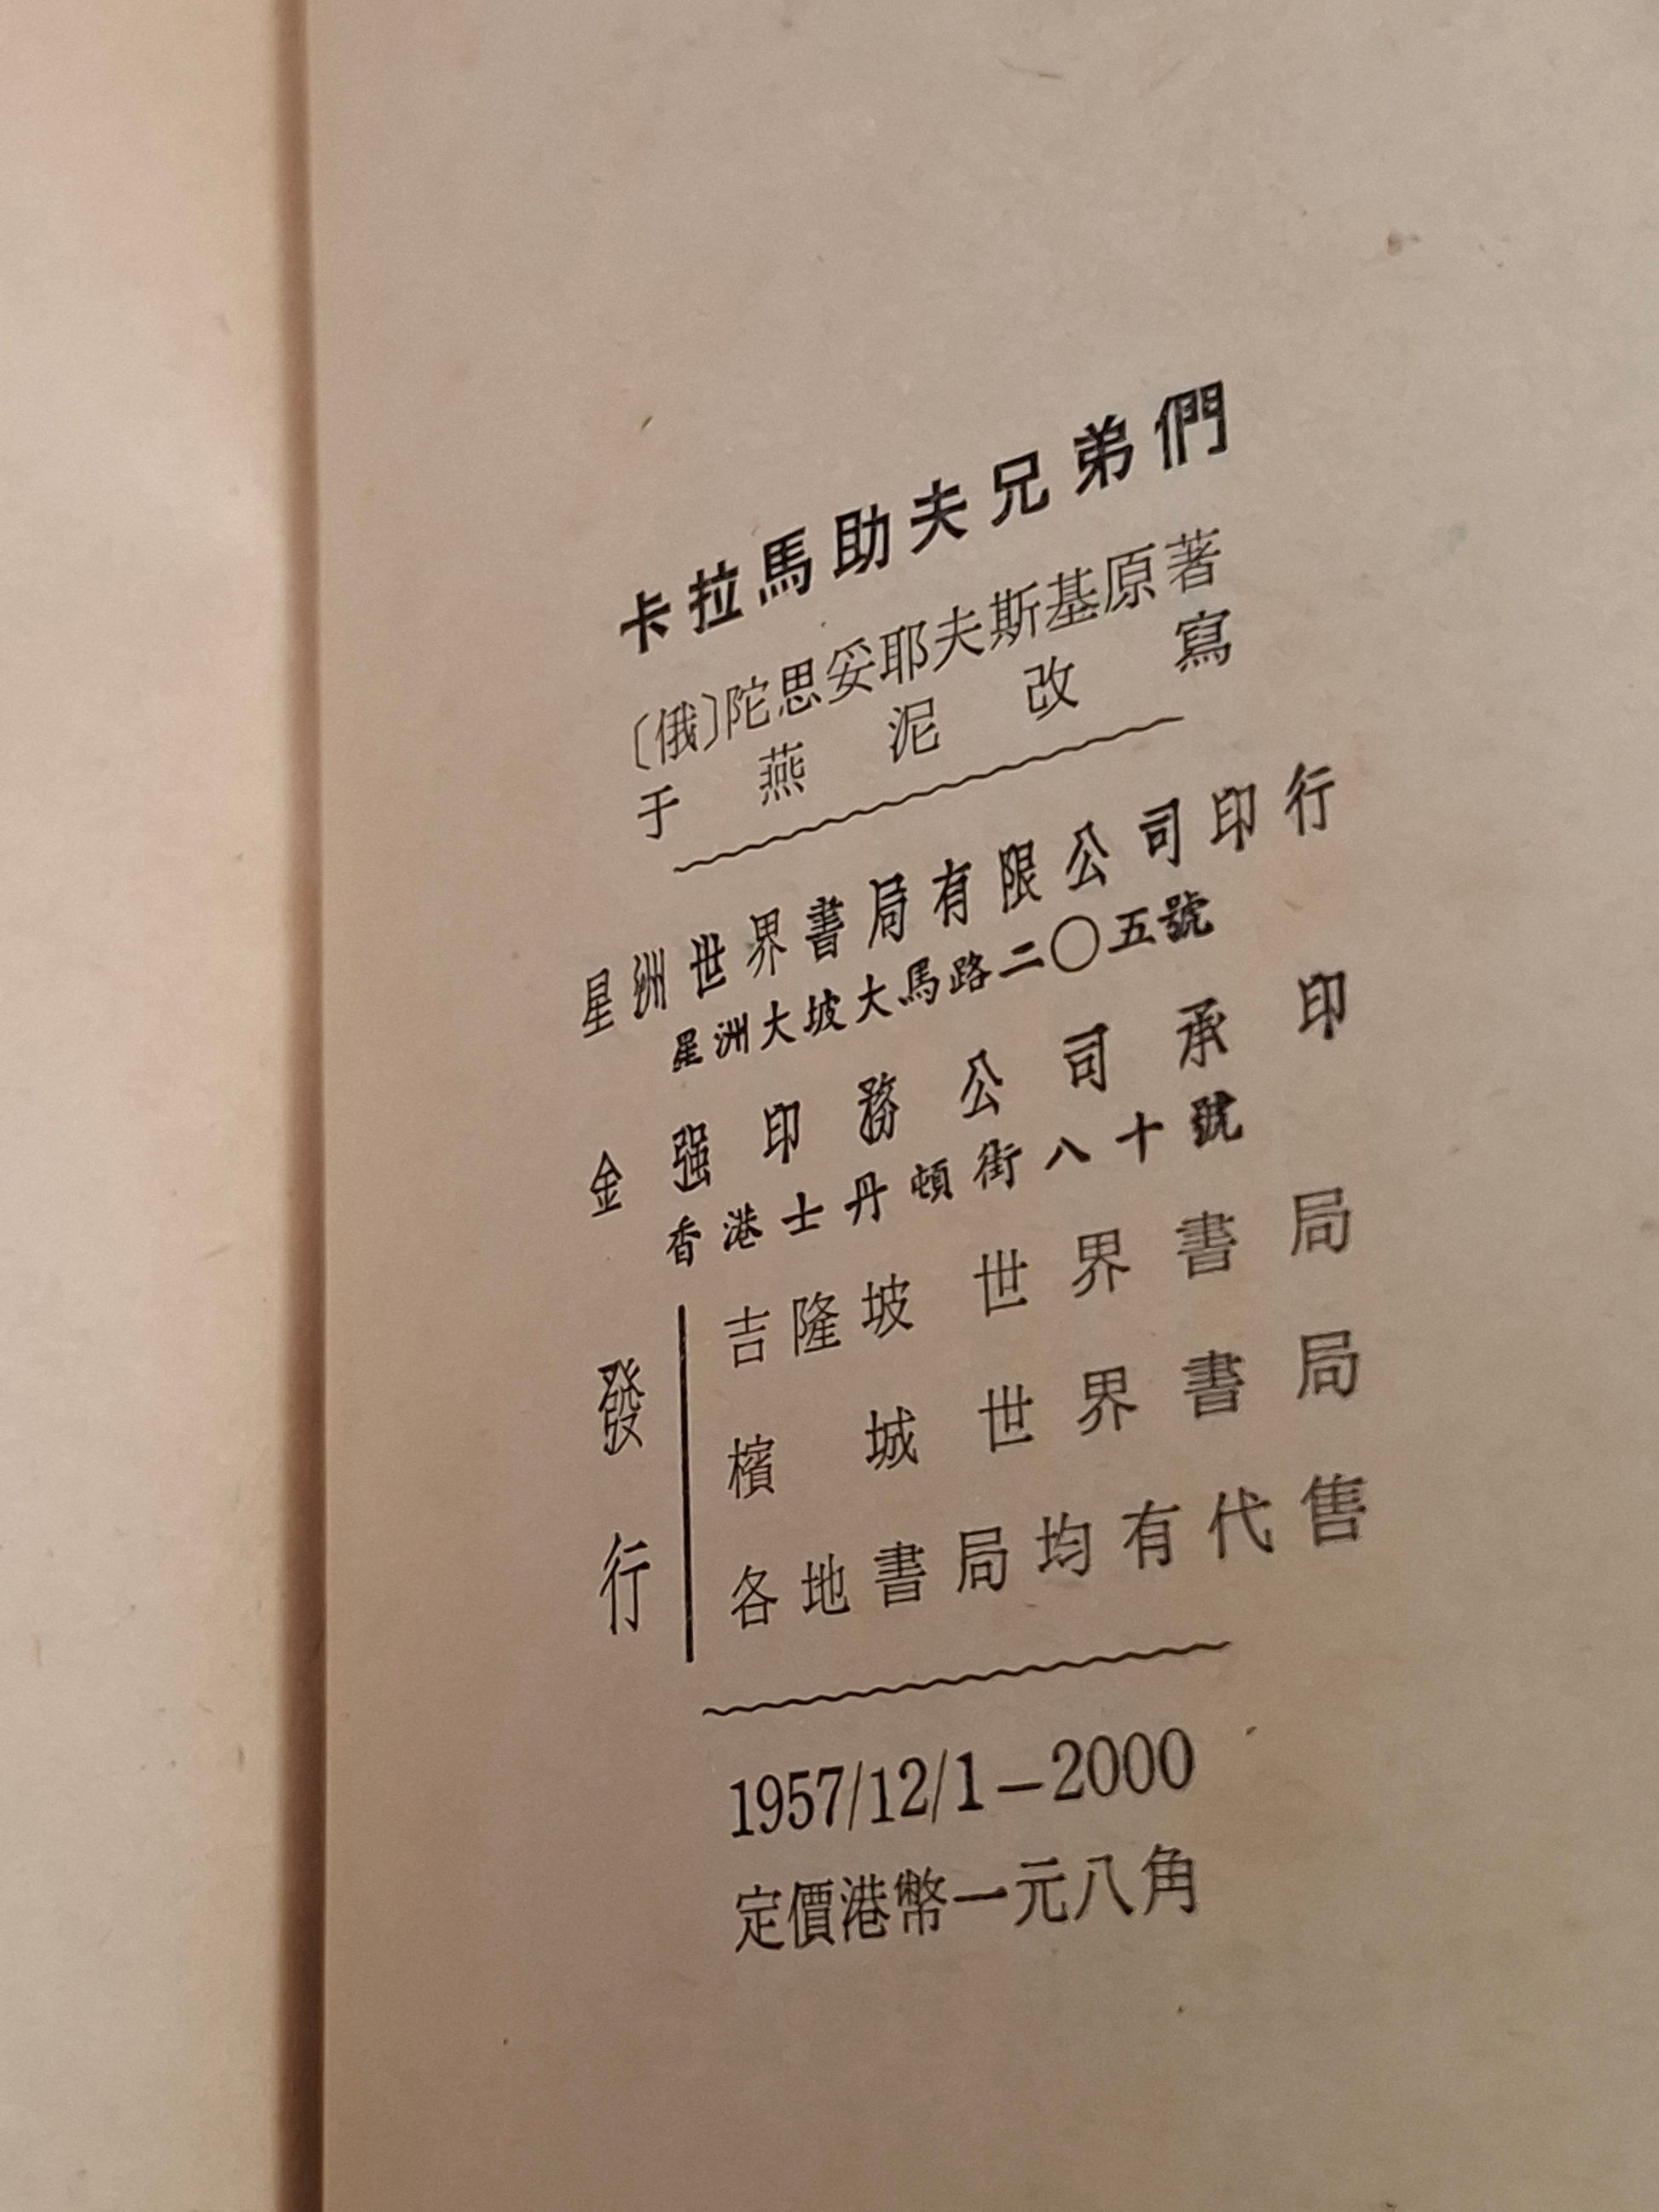 卡拉馬助夫兄弟們
〔俄〕陀思妥耶夫斯基原著
于燕泥改寫
星洲世界書局有限公司印行
星洲大坡大馬路二〇五號
金强印務公司承印
香港士丹頓街八十號
發行
吉隆坡世界書局
檳城世界書局
各地書局均有代售
1957/12/1—2000
定價港幣一元八角